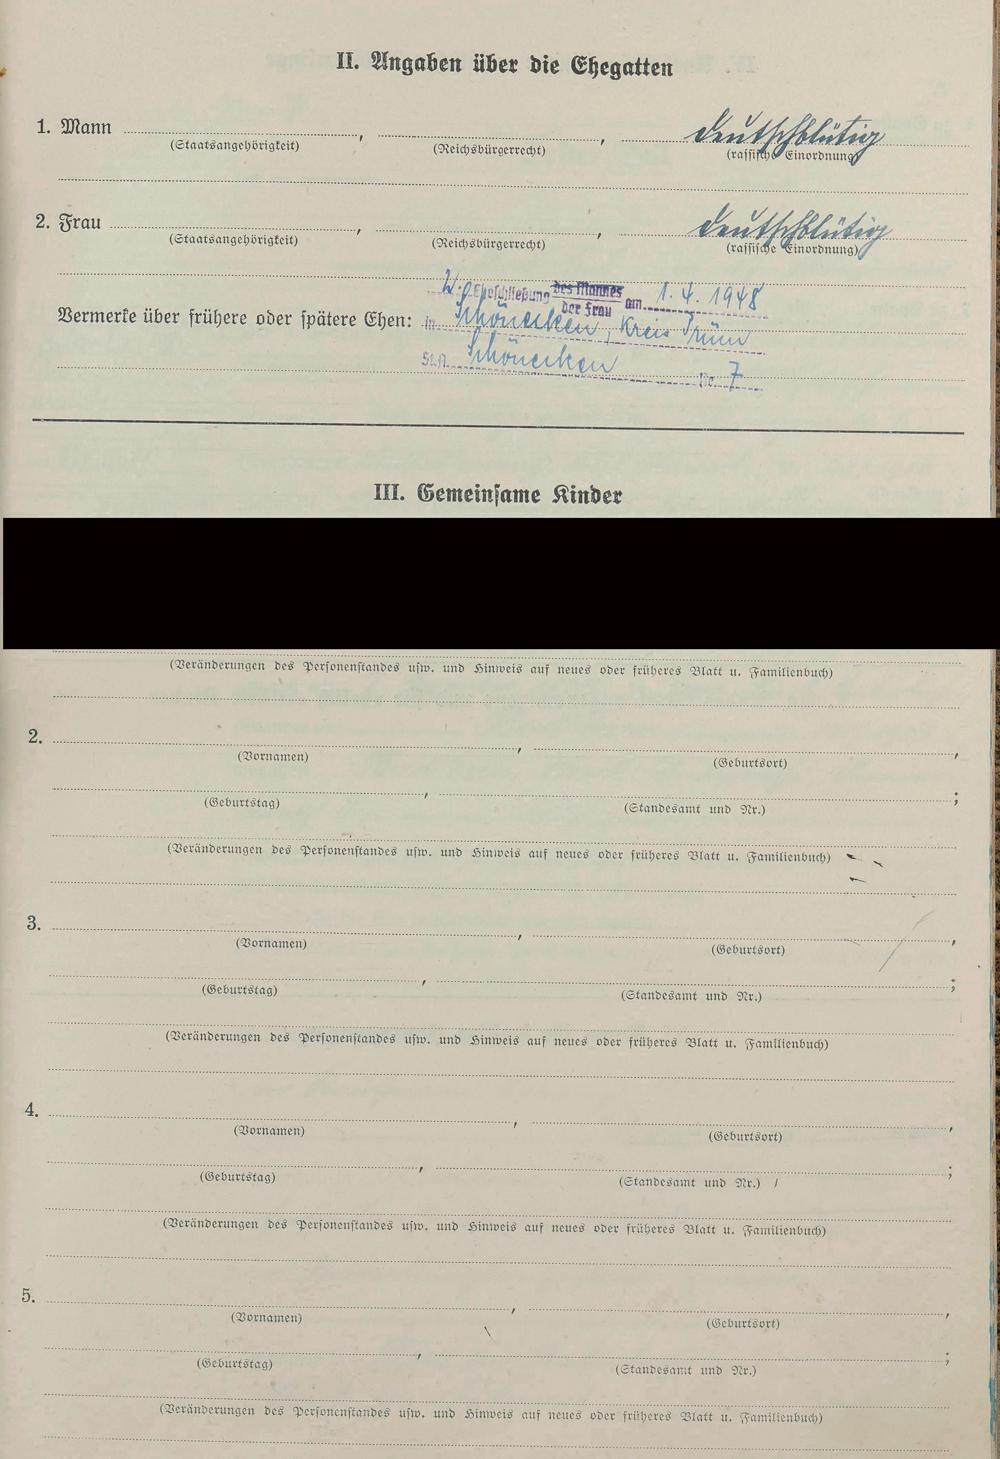 II. Angaben über die Ehegatten
1. Mann , , deutschblütig
(Staatsangehörigkeit) (Reichsbürgerrecht) (rassische Einordnung)
2. Frau , , deutschblütig
(Staatsangehörigkeit) (Reichsbürgerrecht) (rassische Einordnung)
2. Eheschließung des Mannes der Frau am 1. 4. 1948
Vermerke über frühere oder spätere Ehen: in Schönecken, Kreis Prüm
St.A. Schönecken Nr. 7
III. Gemeinsame Kinder
(Veränderungen des Personenstandes usw. und Hinweis auf neues oder früheres Blatt u. Familienbuch)
2. , ,
(Vornamen) (Geburtsort)
, ;
(Geburtstag) (Standesamt und Nr.)
(Veränderungen des Personenstandes usw. und Hinweis auf neues oder früheres Blatt u. Familienbuch)
3. , ,
(Vornamen) (Geburtsort)
, ;
(Geburtstag) (Standesamt und Nr.)
(Veränderungen des Personenstandes usw. und Hinweis auf neues oder früheres Blatt u. Familienbuch)
4. , ,
(Vornamen) (Geburtsort)
, ;
(Geburtstag) (Standesamt und Nr.)
(Veränderungen des Personenstandes usw. und Hinweis auf neues oder früheres Blatt u. Familienbuch)
5. , ,
(Vornamen) (Geburtsort)
, ;
(Geburtstag) (Standesamt und Nr.)
(Veränderungen des Personenstandes usw. und Hinweis auf neues oder früheres Blatt u. Familienbuch)